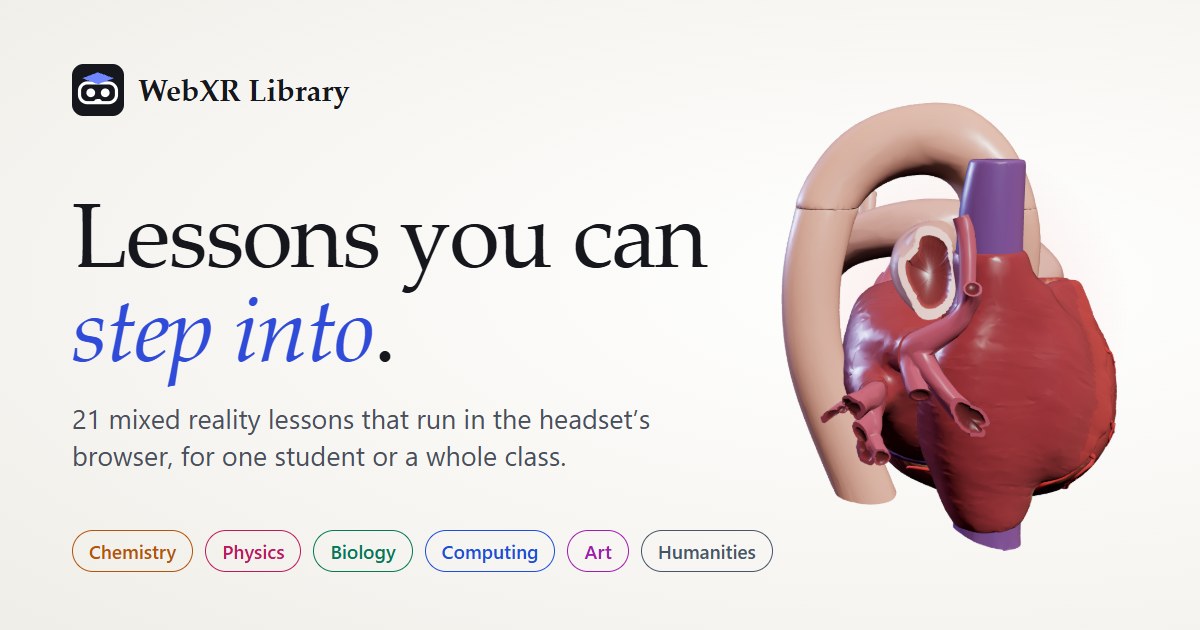 WebXR Library
Lessons you can
step into.
21 mixed reality lessons that run in the headset’s
browser, for one student or a whole class.
Chemistry
Physics
Biology
Computing
Art
Humanities